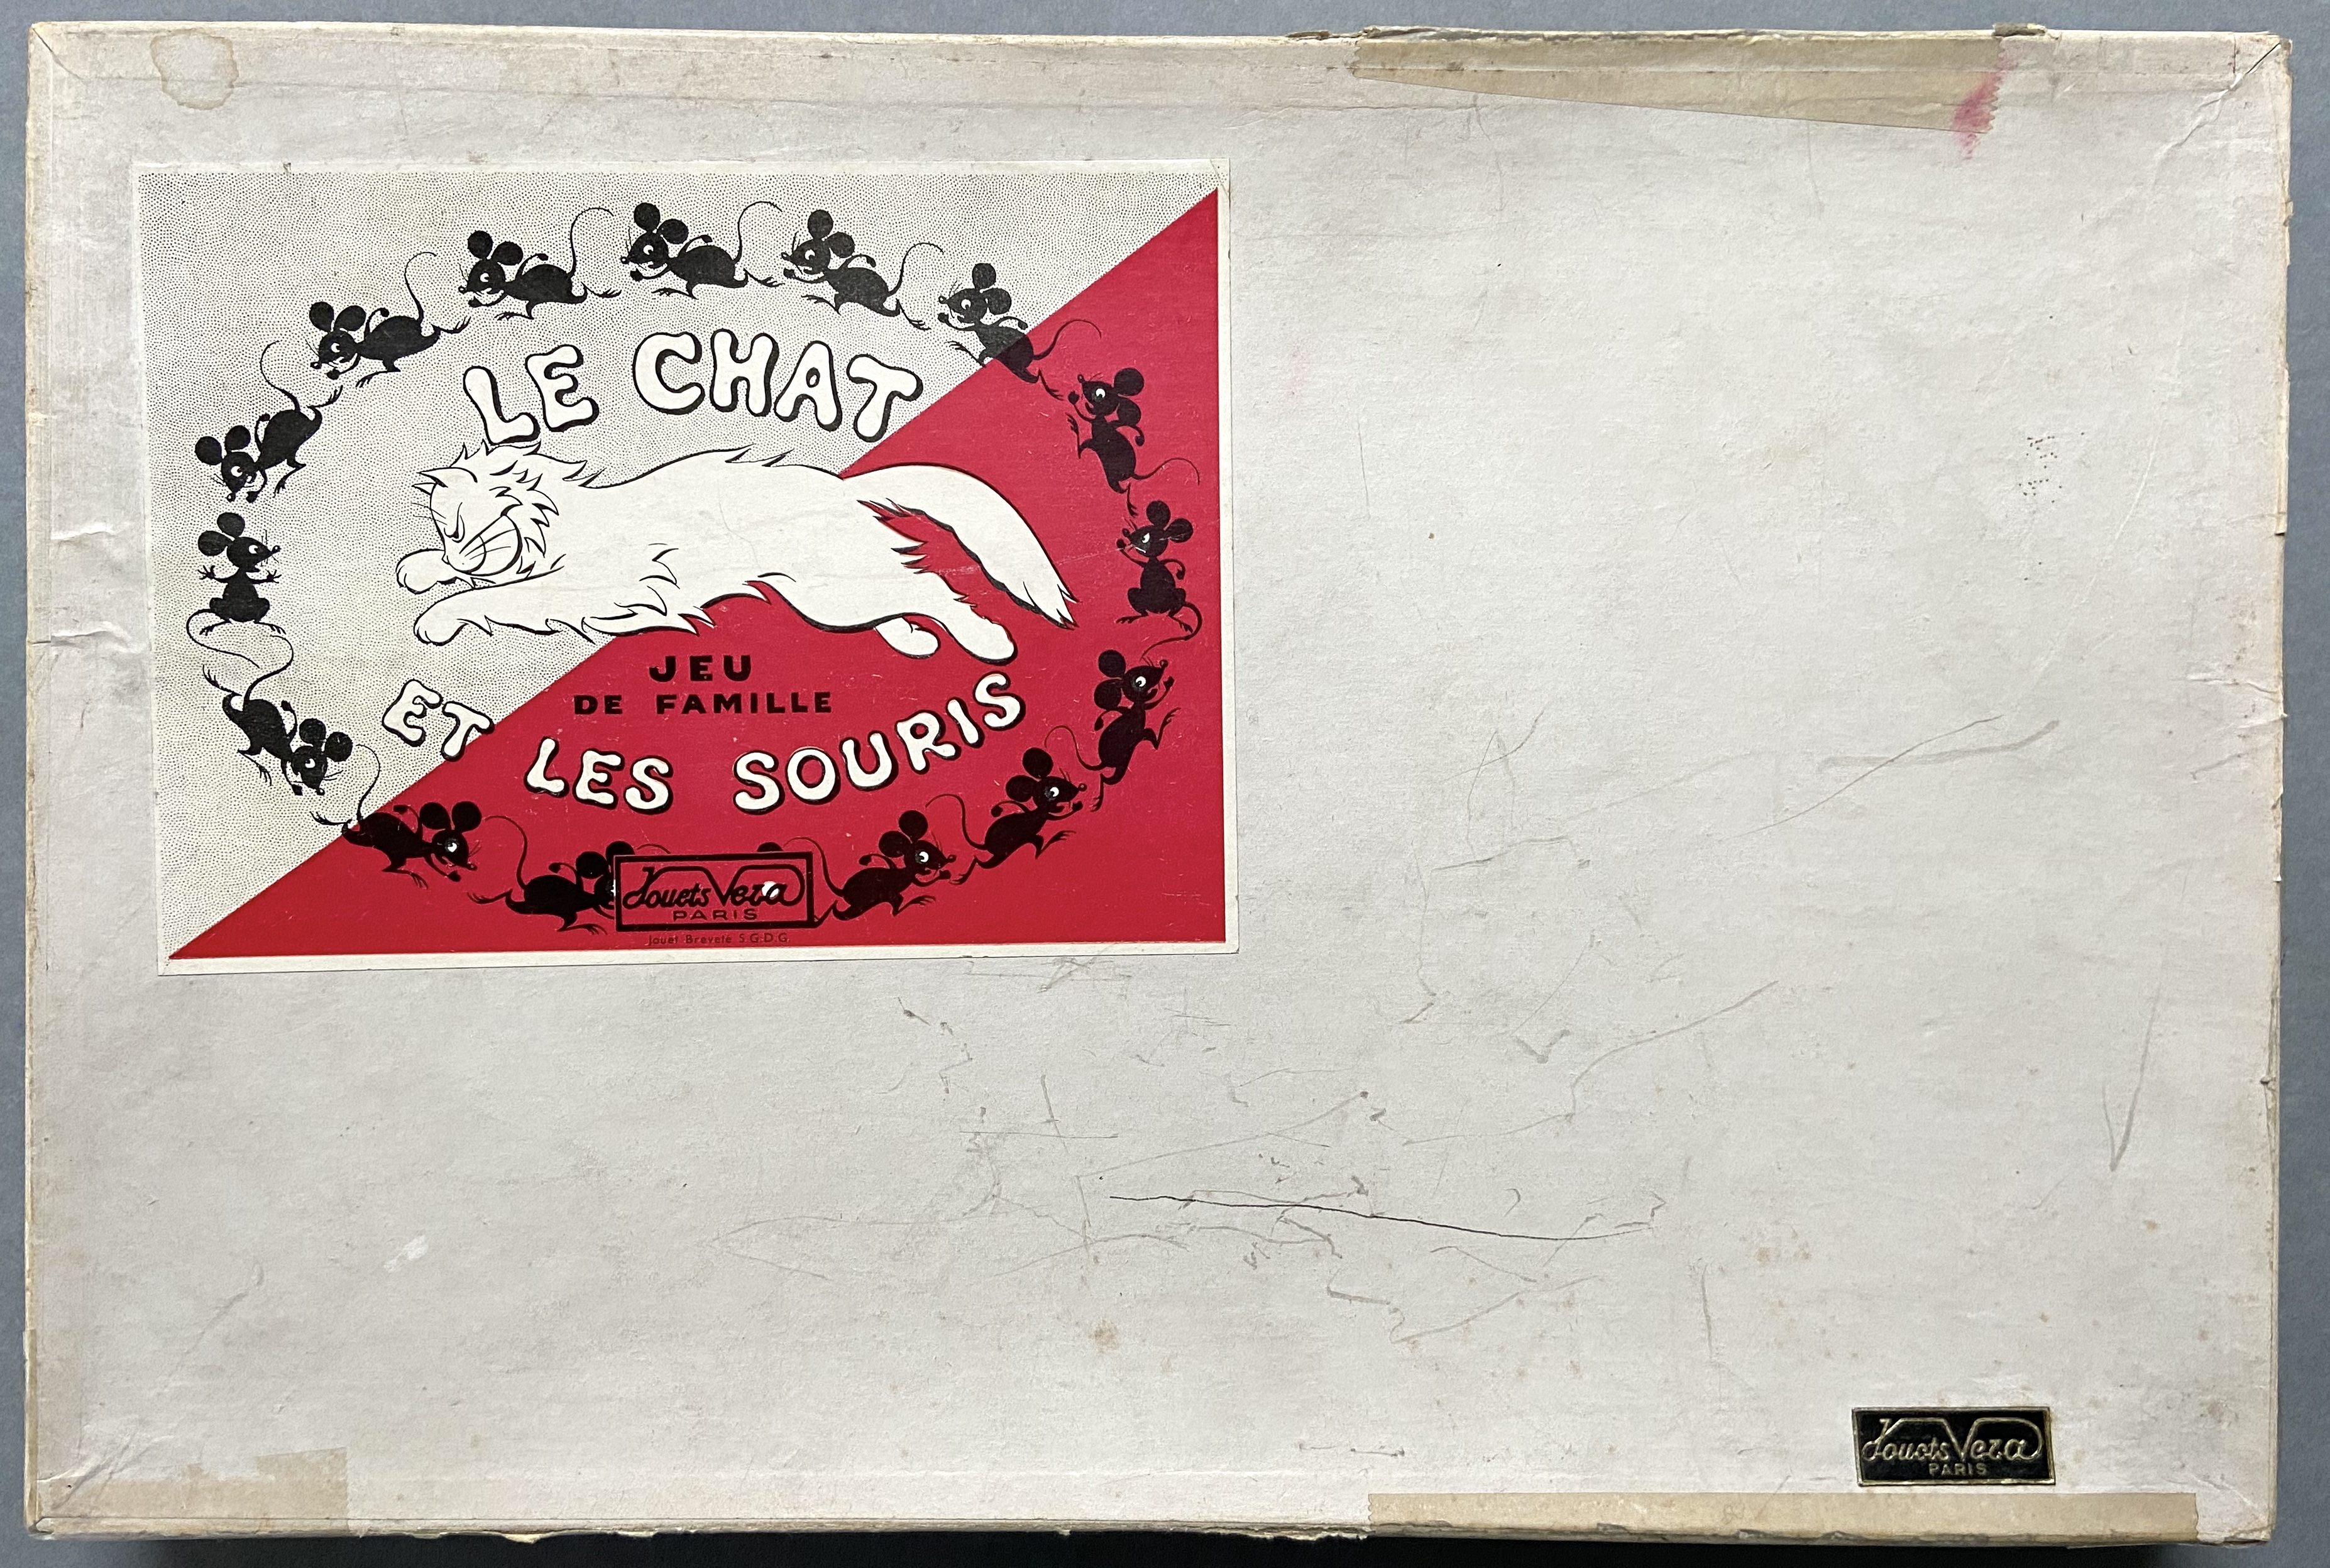 LE CHAT
JEU
DE FAMILLE
ET LES SOURIS
Jouets Vera
PARIS
Jouet Breveté S.G.D.G.
Jouets Vera
PARIS